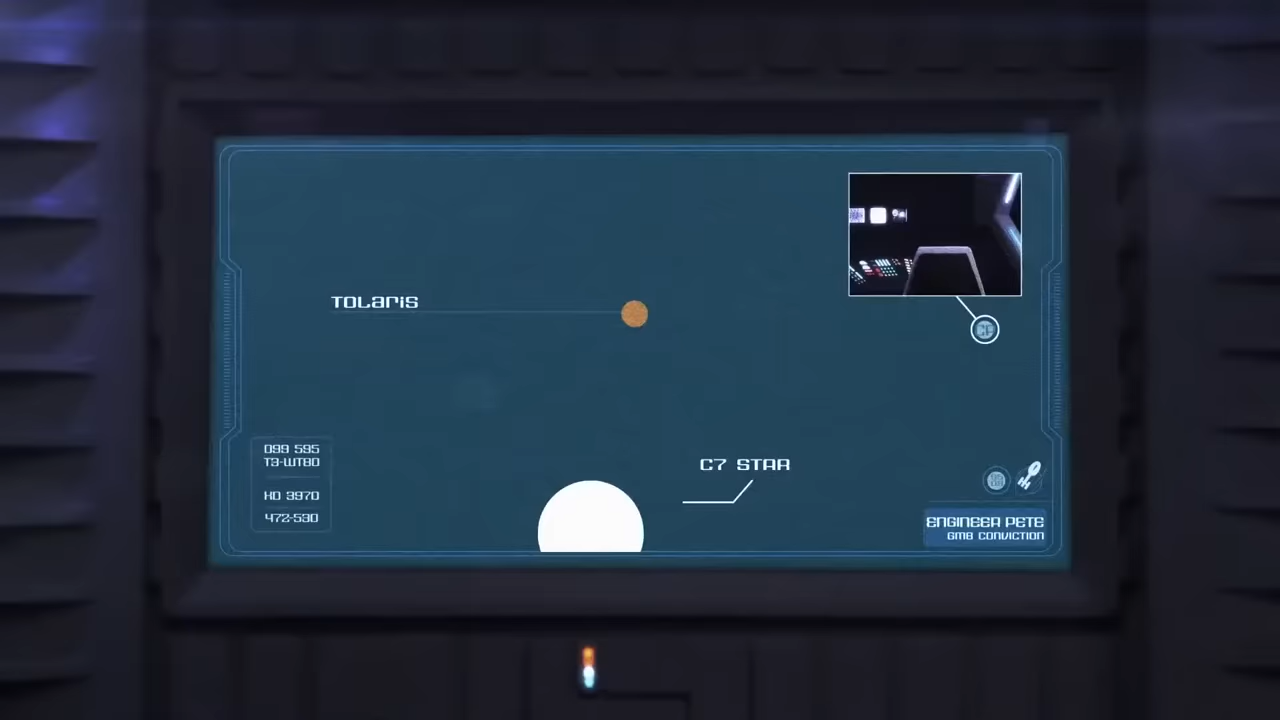 TOLARIS
C7 STAR
099 595
T3-WT80
HD 3970
472-530
ENGINEER PETE
GMB CONVICTION